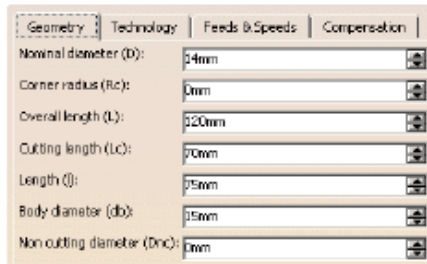 Geometry Technology Feeds & Speeds Compensation
Nominal diameter (D): 14mm
Corner radius (Rc): 0mm
Overall length (L): 120mm
Cutting length (Lc): 70mm
Length (l): 75mm
Body diameter (db): 15mm
Non cutting diameter (Dnc): 0mm